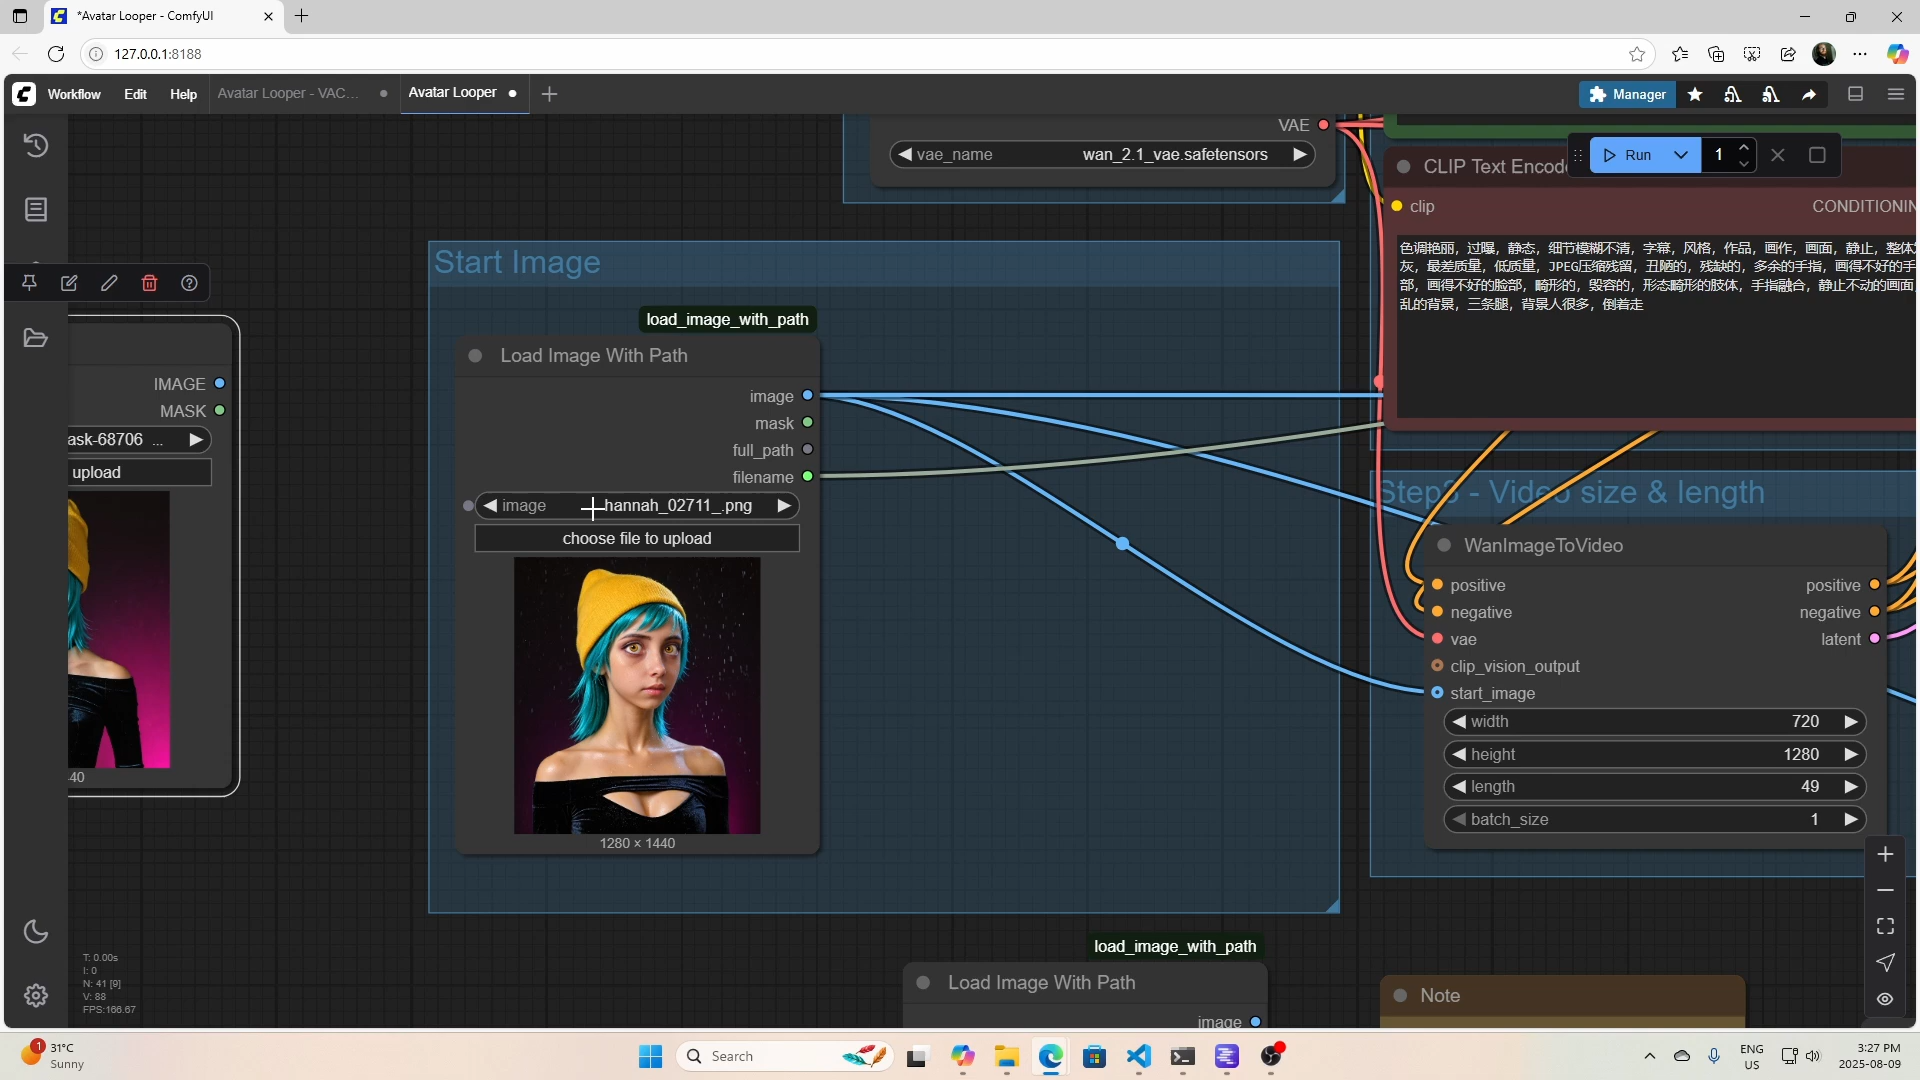 *Avatar Looper - ComfyUI
127.0.0.1:8188
Workflow Edit Help Avatar Looper - VAC... Avatar Looper
Manager
VAE
vae_name wan_2.1_vae.safetensors
Run 1
CLIP Text Encod
clip CONDITIONIN
色调艳丽，过曝，静态，细节模糊不清，字幕，风格，作品，画作，画面，静止，整体
灰，最差质量，低质量，JPEG压缩残留，丑陋的，残缺的，多余的手指，画得不好的手
部，画得不好的脸部，畸形的，毁容的，形态畸形的肢体，手指融合，静止不动的画面
乱的背景，三条腿，背景人很多，倒着走
Start Image
load_image_with_path
Load Image With Path
image
mask
full_path
filename
image hannah_02711_.png
choose file to upload
1280 × 1440
IMAGE
MASK
ask-68706 ...
upload
40
Step3 - Video size & length
WanImageToVideo
positive positive
negative negative
vae latent
clip_vision_output
start_image
width 720
height 1280
length 49
batch_size 1
load_image_with_path
Load Image With Path
image
Note
T: 0.00s
I: 0
N: 41 [9]
V: 88
FPS:166.67
1
31°C
Sunny
Search
ENG
US
3:27 PM
2025-08-09